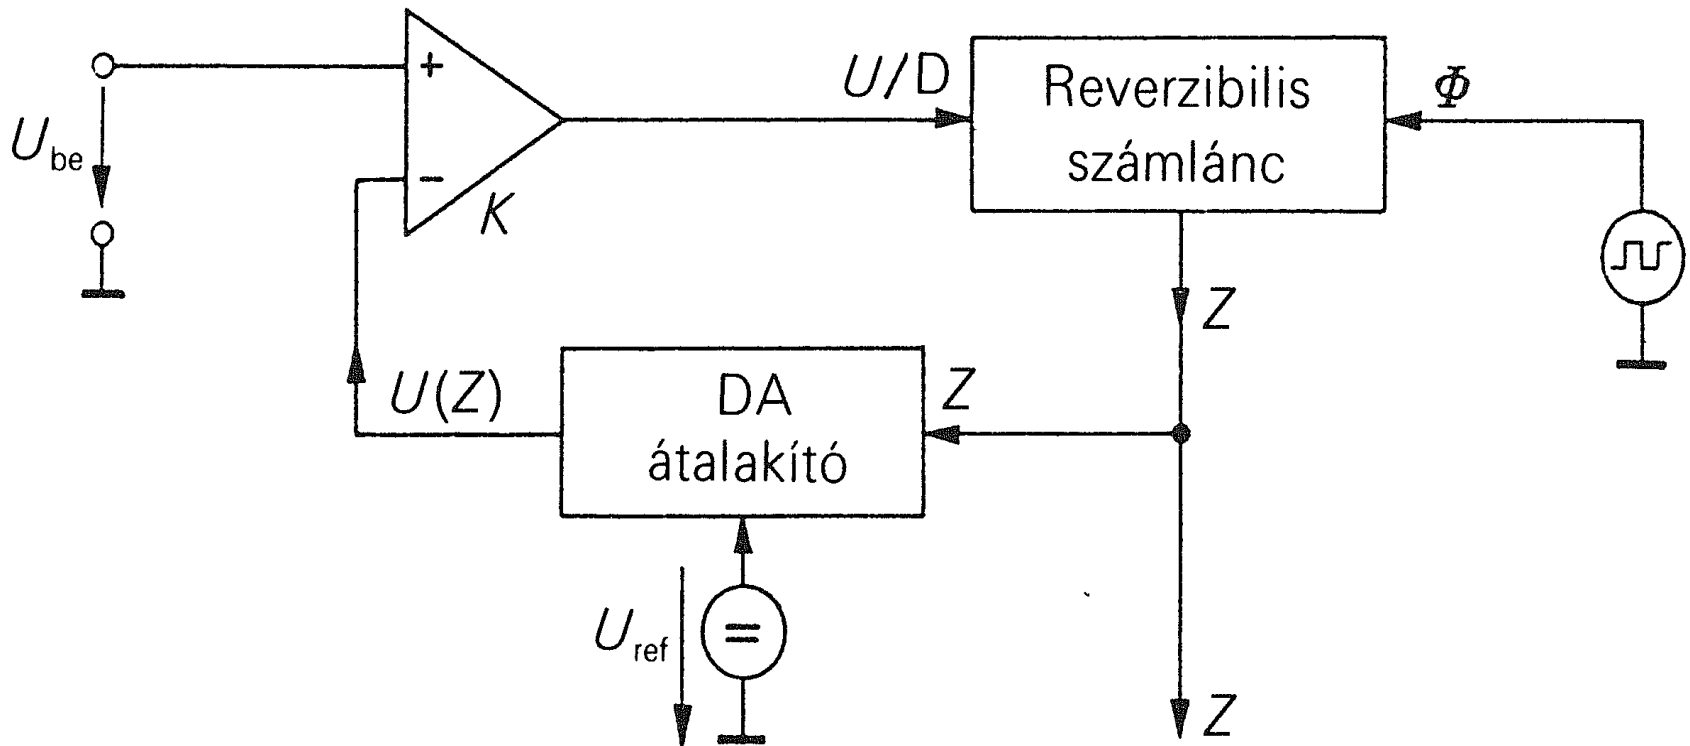 +
U/D
Reverzibilis
számlánc
Φ
U_be
−
K
Z
U(Z)
DA
átalakító
Z
U_ref
=
Z